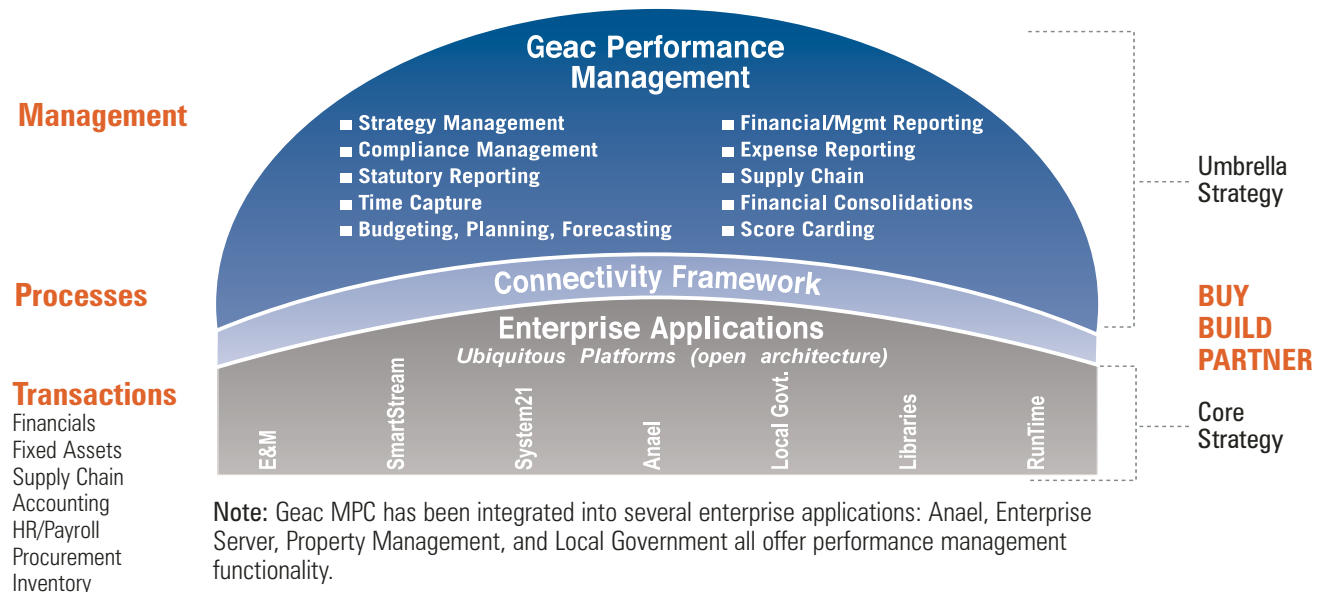 Geac Performance
Management
Management
Strategy Management
Compliance Management
Statutory Reporting
Time Capture
Budgeting, Planning, Forecasting
Financial/Mgmt Reporting
Expense Reporting
Supply Chain
Financial Consolidations
Score Carding
Umbrella
Strategy
Processes
Connectivity Framework
BUY
BUILD
PARTNER
Enterprise Applications
Ubiquitous Platforms (open architecture)
Transactions
Financials
Fixed Assets
Supply Chain
Accounting
HR/Payroll
Procurement
Inventory
E&M
SmartStream
System21
Anael
Local Govt.
Libraries
RunTime
Core
Strategy
Note: Geac MPC has been integrated into several enterprise applications: Anael, Enterprise
Server, Property Management, and Local Government all offer performance management
functionality.